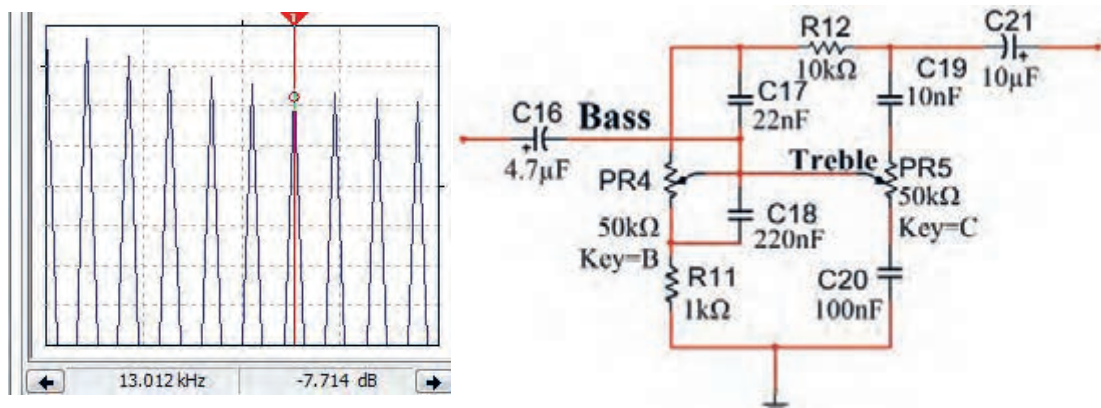 1
13.012 kHz -7.714 dB
C16
+
4.7µF
Bass
PR4
50kΩ
Key=B
R11
1kΩ
C17
22nF
Treble
C18
220nF
R12
10kΩ
C19
10nF
PR5
50kΩ
Key=C
C20
100nF
C21
+
10µF